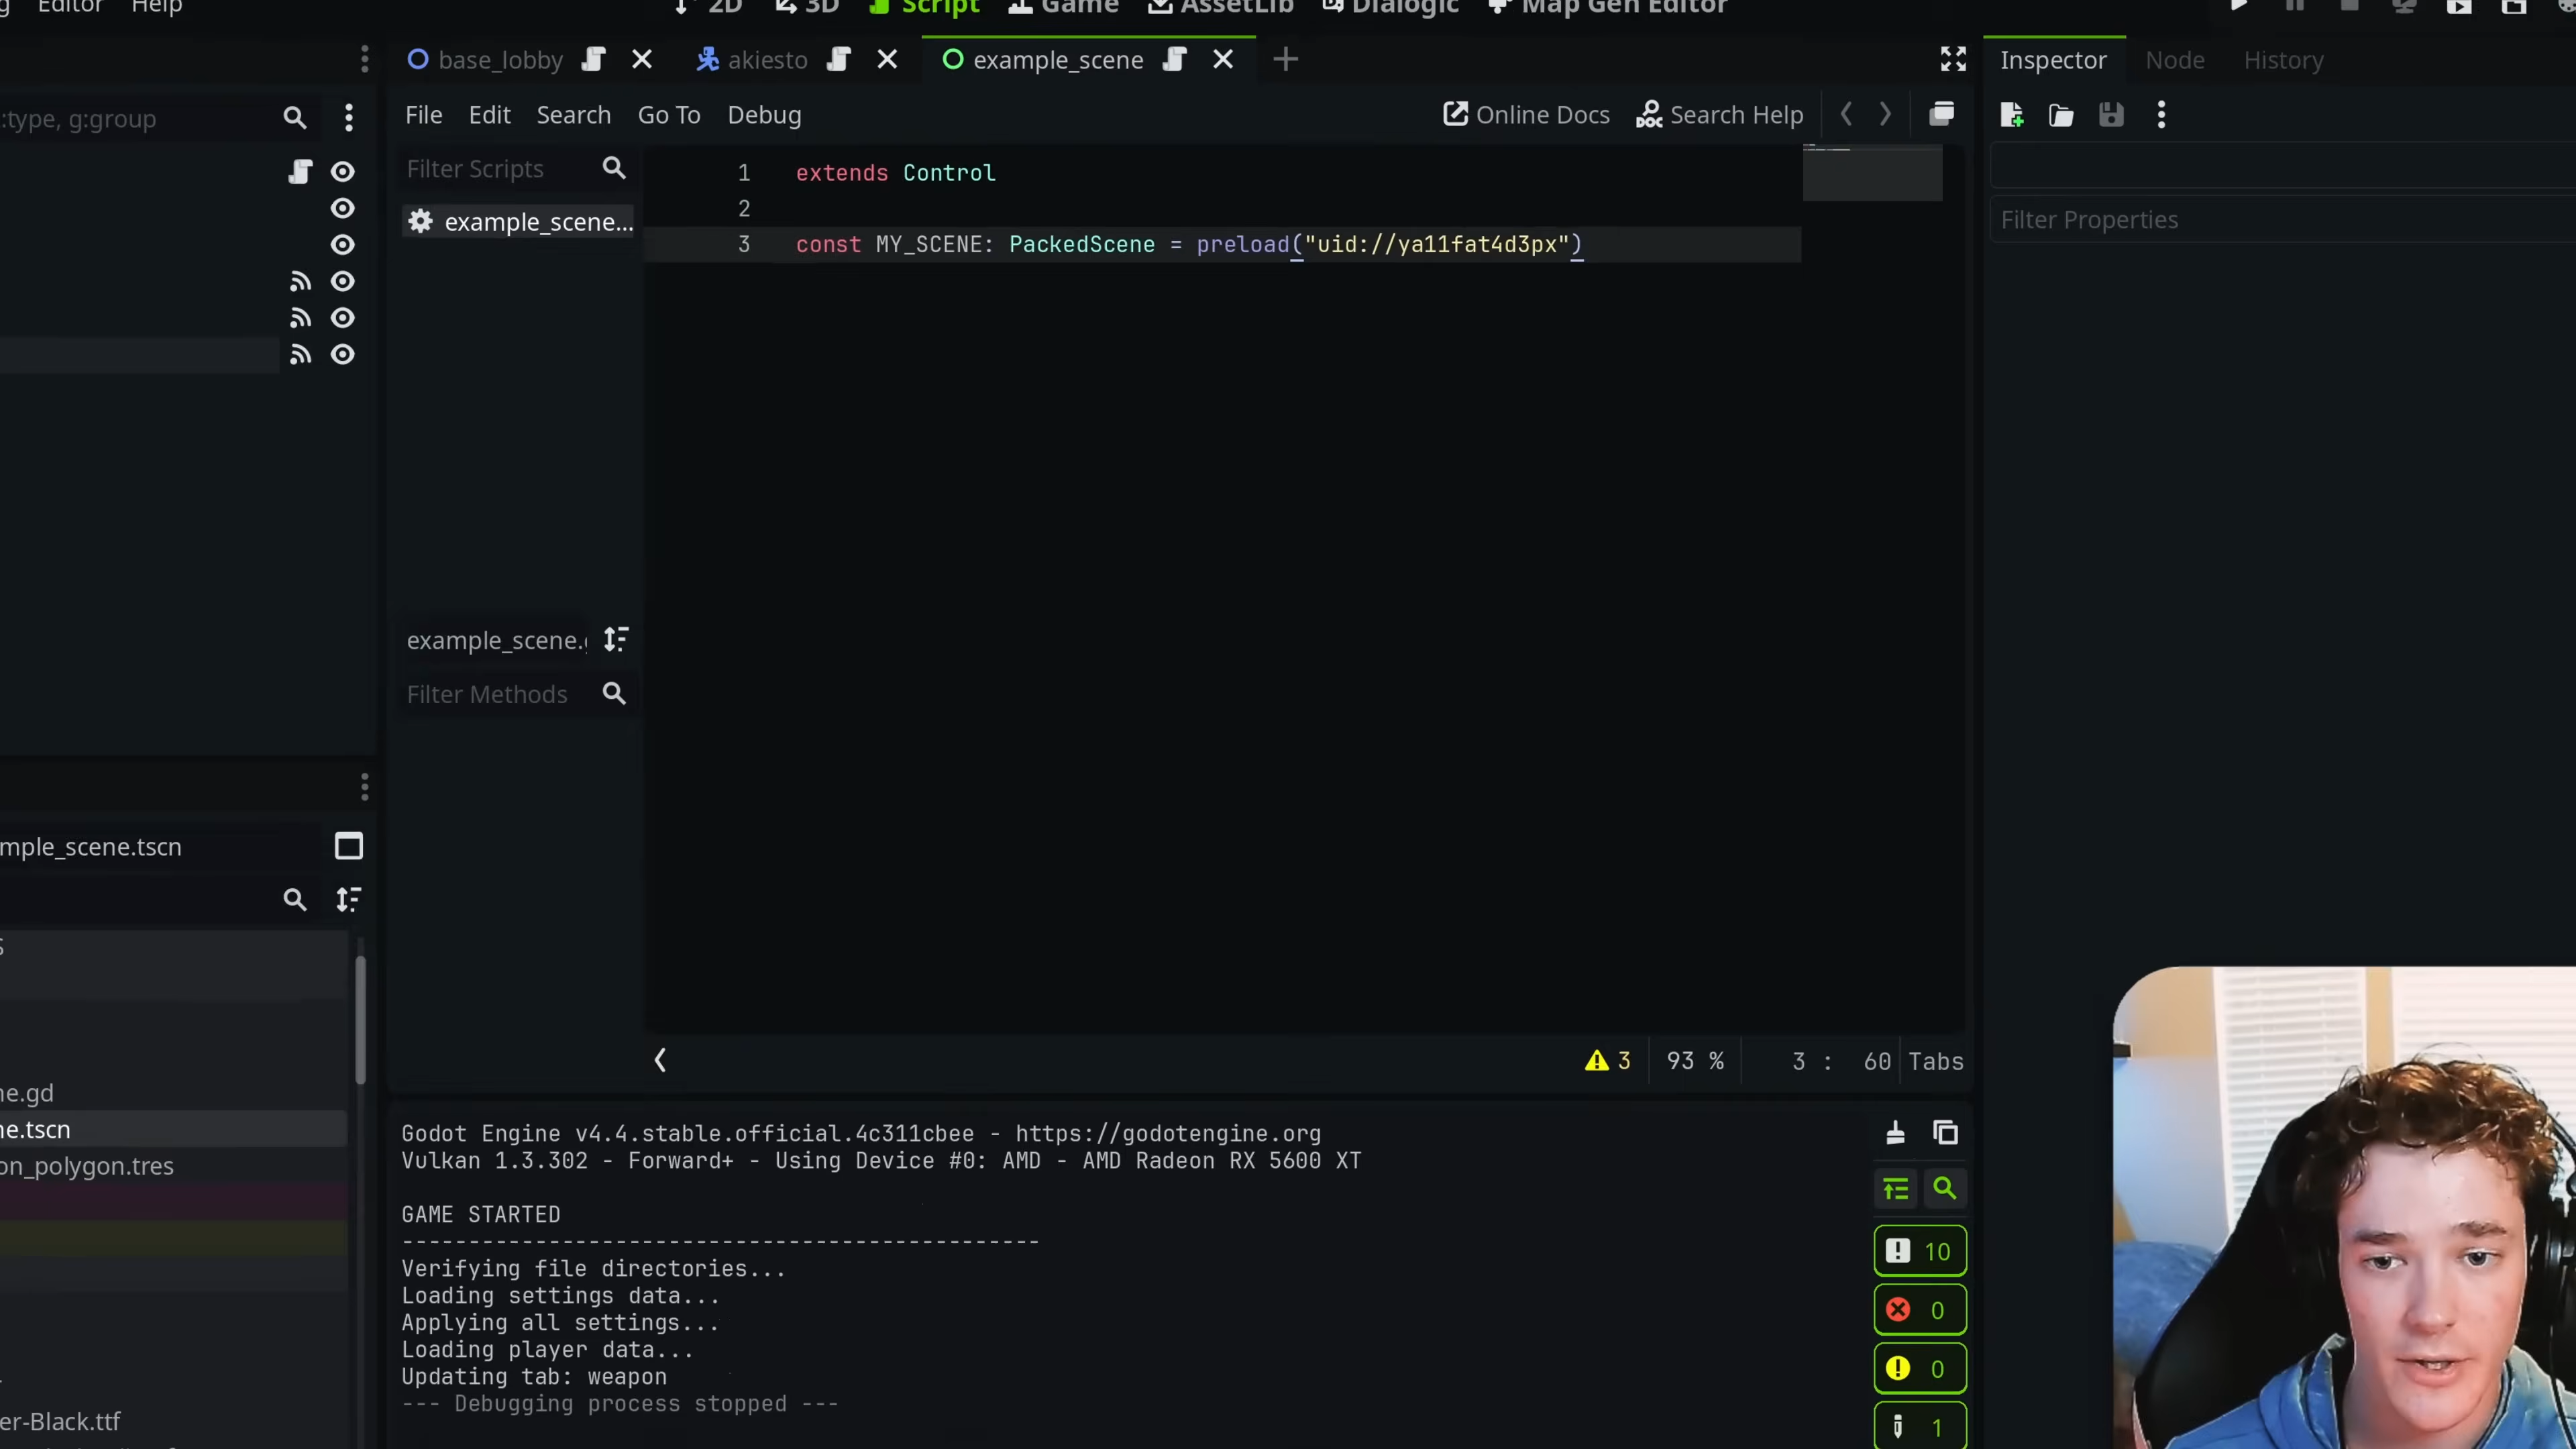 Editor Help
2D 3D Script Game AssetLib Dialogic Map Gen Editor
base_lobby akiesto example_scene
Inspector Node History
:type, g:group
File Edit Search Go To Debug
Online Docs Search Help
Filter Scripts
example_scene...
Filter Properties
1 extends Control
2
3 const MY_SCENE: PackedScene = preload("uid://ya11fat4d3px")
example_scene.
Filter Methods
mple_scene.tscn
ne.gd
ne.tscn
on_polygon.tres
er-Black.ttf
3 93 % 3 : 60 Tabs
Godot Engine v4.4.stable.official.4c311cbee - https://godotengine.org
Vulkan 1.3.302 - Forward+ - Using Device #0: AMD - AMD Radeon RX 5600 XT
GAME STARTED
------------------------------------------------
Verifying file directories...
Loading settings data...
Applying all settings...
Loading player data...
Updating tab: weapon
--- Debugging process stopped ---
10
0
0
1